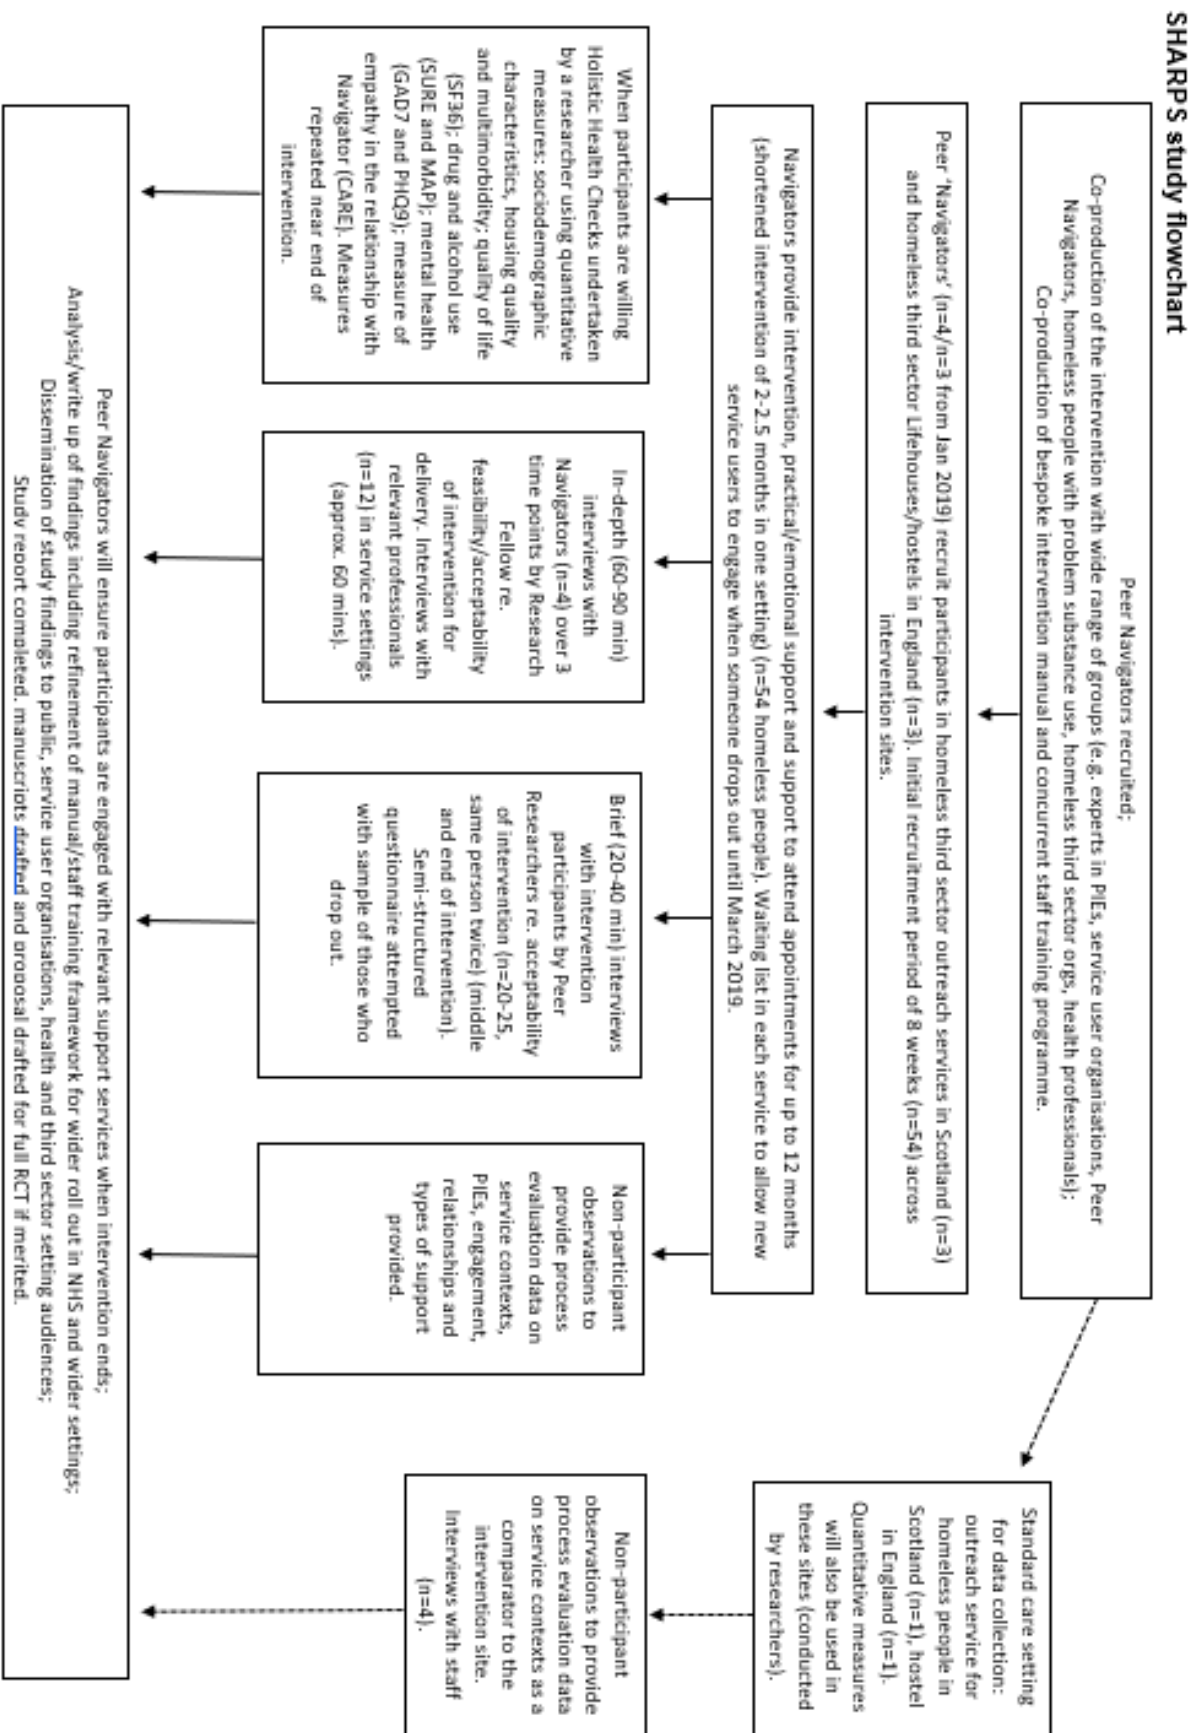 SHARPS study flowchart
Peer Navigators recruited;
Co-production of the intervention with wide range of groups (e.g. experts in PIEs, service user organisations, Peer
Navigators, homeless people with problem substance use, homeless third sector orgs, health professionals);
Co-production of bespoke intervention manual and concurrent staff training programme.
Peer 'Navigators' (n=4/n=3 from Jan 2019) recruit participants in homeless third sector outreach services in Scotland (n=3)
and homeless third sector Lifehouses/hostels in England (n=3). Initial recruitment period of 8 weeks (n=54) across
intervention sites.
Navigators provide intervention, practical/emotional support and support to attend appointments for up to 12 months
(shortened intervention of 2-2.5 months in one setting) (n=54 homeless people). Waiting list in each service to allow new
service users to engage when someone drops out until March 2019.
Standard care setting
for data collection:
outreach service for
homeless people in
Scotland (n=1), hostel
in England (n=1).
Quantitative measures
will also be used in
these sites (conducted
by researchers).
When participants are willing
Holistic Health Checks undertaken
by a researcher using quantitative
measures: sociodemographic
characteristics, housing quality
and multimorbidity; quality of life
(SF36); drug and alcohol use
(SURE and MAP); mental health
(GAD7 and PHQ9); measure of
empathy in the relationship with
Navigator (CARE). Measures
repeated near end of
intervention.
In-depth (60-90 min)
interviews with
Navigators (n=4) over 3
time points by Research
Fellow re.
feasibility/acceptability
of intervention for
delivery. Interviews with
relevant professionals
(n=12) in service settings
(approx. 60 mins).
Brief (20-40 min) interviews
with intervention
participants by Peer
Researchers re. acceptability
of intervention (n=20-25,
same person twice) (middle
and end of intervention).
Semi-structured
questionnaire attempted
with sample of those who
drop out.
Non-participant
observations to
provide process
evaluation data on
service contexts,
PIEs, engagement,
relationships and
types of support
provided.
Non-participant
observations to provide
process evaluation data
on service contexts as a
comparator to the
intervention site.
Interviews with staff
(n=4).
Peer Navigators will ensure participants are engaged with relevant support services when intervention ends;
Analysis/write up of findings including refinement of manual/staff training framework for wider roll out in NHS and wider settings;
Dissemination of study findings to public, service user organisations, health and third sector setting audiences;
Study report completed, manuscripts drafted and proposal drafted for full RCT if merited.